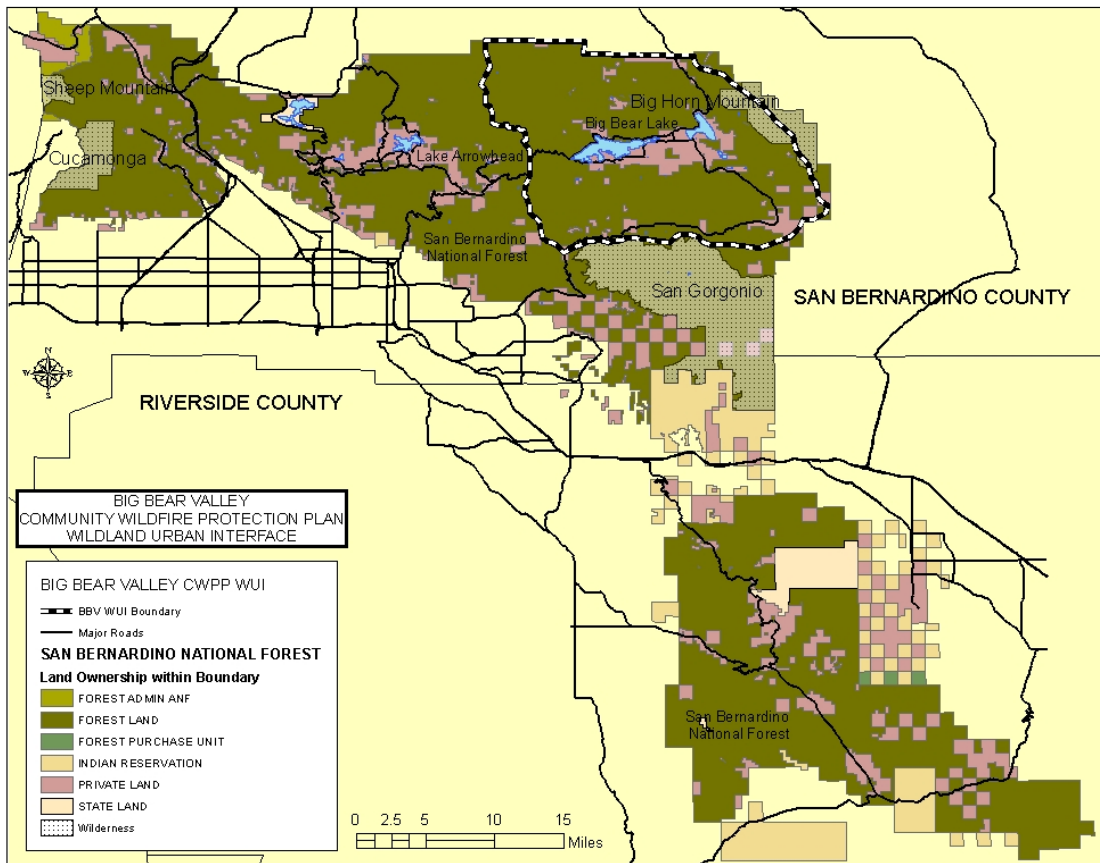 Sheep Mountain
Cucamonga
Big Horn Mountain
Big Bear Lake
Lake Arrowhead
San Bernardino
National Forest
San Gorgonio
SAN BERNARDINO COUNTY
N
W E
S
RIVERSIDE COUNTY
BIG BEAR VALLEY
COMMUNITY WILDFIRE PROTECTION PLAN
WILDLAND URBAN INTERFACE
BIG BEAR VALLEY CWPP WUI
BBV WUI Boundary
Major Roads
SAN BERNARDINO NATIONAL FOREST
Land Ownership within Boundary
FOREST ADMIN ANF
FOREST LAND
FOREST PURCHASE UNIT
INDIAN RESERVATION
PRIVATE LAND
STATE LAND
Wilderness
San Bernardino
National Forest
0 2.5 5 10 15
Miles